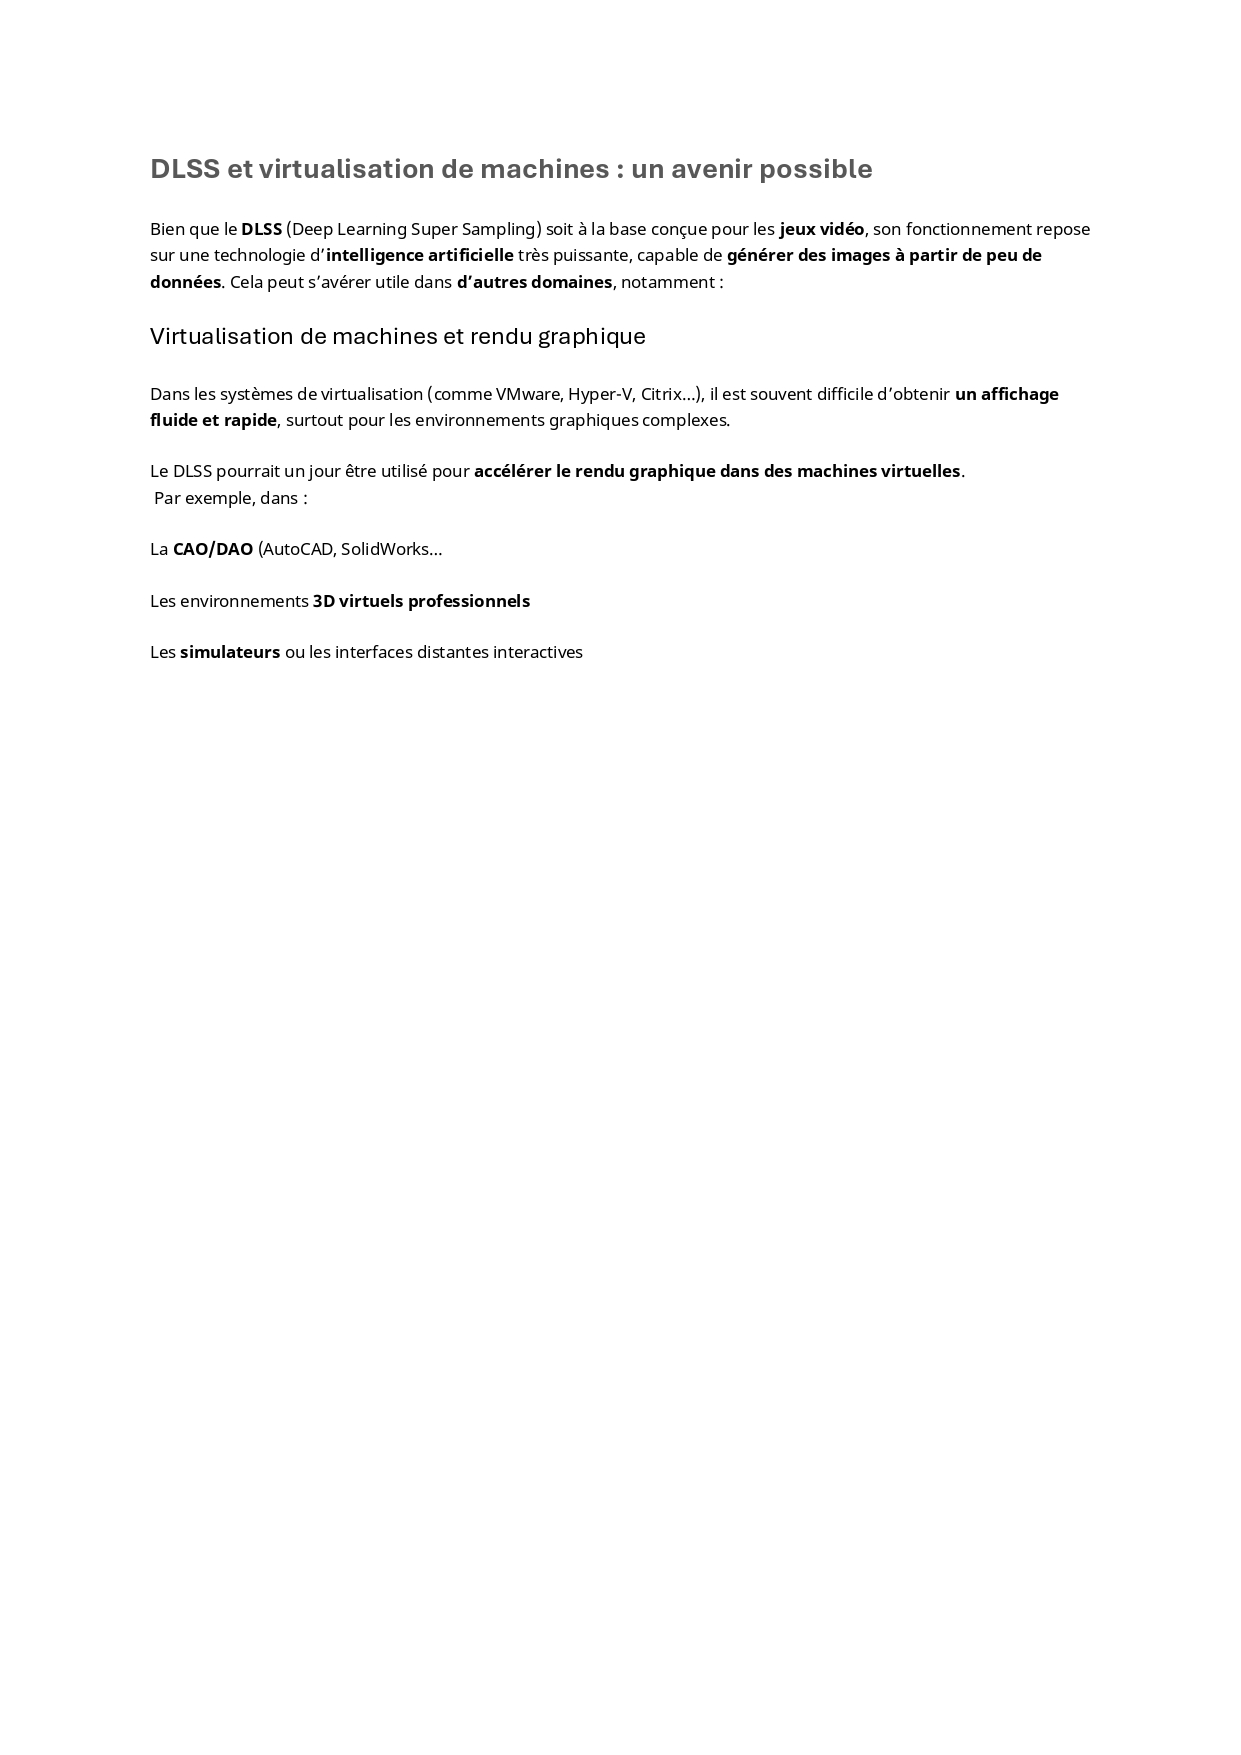 DLSS et virtualisation de machines : un avenir possible
Bien que le DLSS (Deep Learning Super Sampling) soit à la base conçue pour les jeux vidéo, son fonctionnement repose
sur une technologie d’intelligence artificielle très puissante, capable de générer des images à partir de peu de
données. Cela peut s’avérer utile dans d’autres domaines, notamment :
Virtualisation de machines et rendu graphique
Dans les systèmes de virtualisation (comme VMware, Hyper-V, Citrix…), il est souvent difficile d’obtenir un affichage
fluide et rapide, surtout pour les environnements graphiques complexes.
Le DLSS pourrait un jour être utilisé pour accélérer le rendu graphique dans des machines virtuelles.
Par exemple, dans :
La CAO/DAO (AutoCAD, SolidWorks…
Les environnements 3D virtuels professionnels
Les simulateurs ou les interfaces distantes interactives